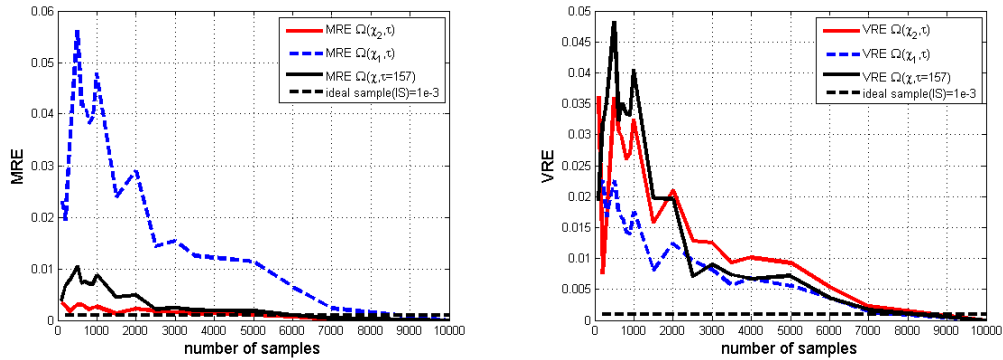 0.06
0.05
0.04
0.03
0.02
0.01
0
MRE
0 1000 2000 3000 4000 5000 6000 7000 8000 9000 10000
number of samples
MRE Ω(χ₂,τ)
MRE Ω(χ₁,τ)
MRE Ω(χ,τ=157)
ideal sample(IS)=1e-3
0.05
0.045
0.04
0.035
0.03
0.025
0.02
0.015
0.01
0.005
0
VRE
0 1000 2000 3000 4000 5000 6000 7000 8000 9000 10000
number of samples
VRE Ω(χ₂,τ)
VRE Ω(χ₁,τ)
VRE Ω(χ,τ=157)
ideal sample(IS)=1e-3